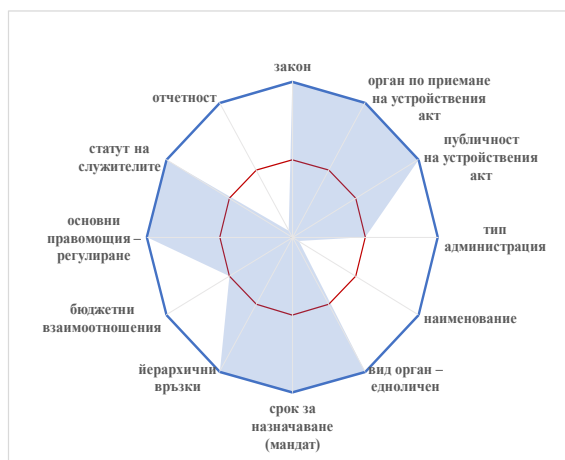 закон
орган по приемане
на устройствения
акт
публичност
на устройствения
акт
тип
администрация
наименование
вид орган –
едноличен
срок за
назначаване
(мандат)
йерархични
връзки
бюджетни
взаимоотношения
основни
правомощия –
регулиране
статут на
служителите
отчетност